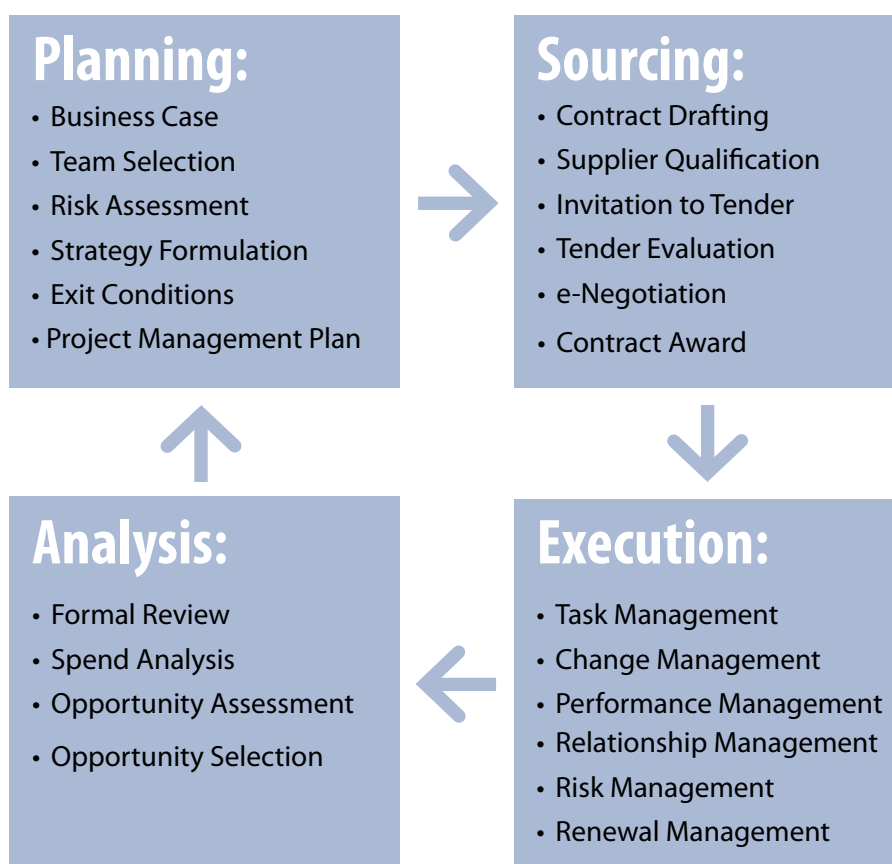 Planning:
• Business Case
• Team Selection
• Risk Assessment
• Strategy Formulation
• Exit Conditions
• Project Management Plan
Sourcing:
• Contract Drafting
• Supplier Qualification
• Invitation to Tender
• Tender Evaluation
• e-Negotiation
• Contract Award
Analysis:
• Formal Review
• Spend Analysis
• Opportunity Assessment
• Opportunity Selection
Execution:
• Task Management
• Change Management
• Performance Management
• Relationship Management
• Risk Management
• Renewal Management